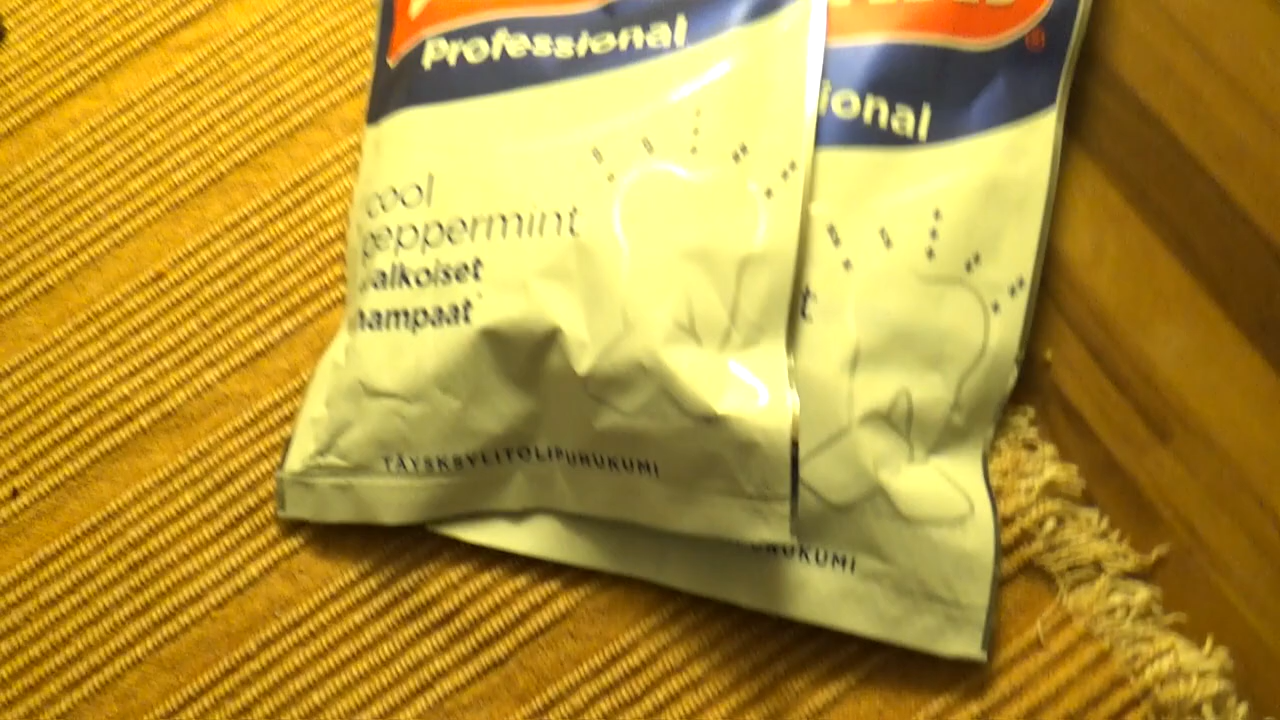 Professional
cool
peppermint
valkoiset
hampaat
TÄYSKSYLITOLIPURUKUMI
ional
t
PURUKUMI